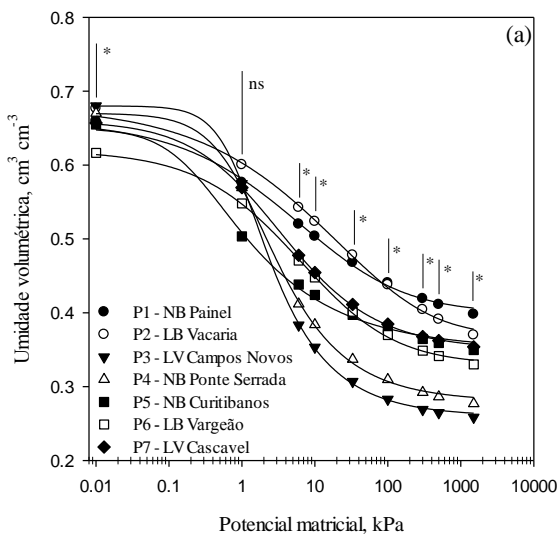 0.8
(a)
*
0.7
ns
0.6
*
*
*
*
0.5
*
*
*
0.4
0.3
0.2
Umidade volumétrica, cm³ cm⁻³
P1 - NB Painel
P2 - LB Vacaria
P3 - LV Campos Novos
P4 - NB Ponte Serrada
P5 - NB Curitibanos
P6 - LB Vargeão
P7 - LV Cascavel
0.01 0.1 1 10 100 1000 10000
Potencial matricial, kPa